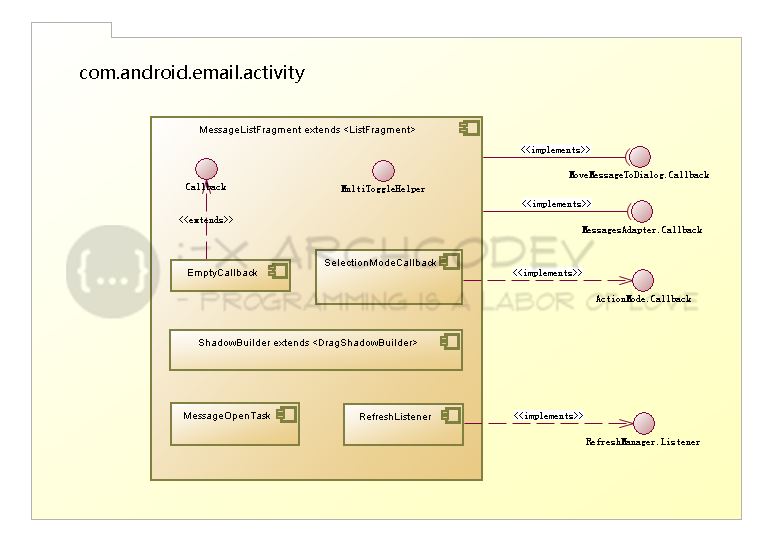 com.android.email.activity
MessageListFragment extends <ListFragment>
Callback
MultiToggleHelper
<<implements>>
MoveMessageToDialog.Callback
<<extends>>
<<implements>>
MessagesAdapter.Callback
:-X ARCHCODEV
{...}
EmptyCallback
SelectionModeCallback
<<implements>>
ActionMode.Callback
- PROGRAMMING IS A LABOR OF LOVE
ShadowBuilder extends <DragShadowBuilder>
MessageOpenTask
RefreshListener
<<implements>>
RefreshManager.Listener